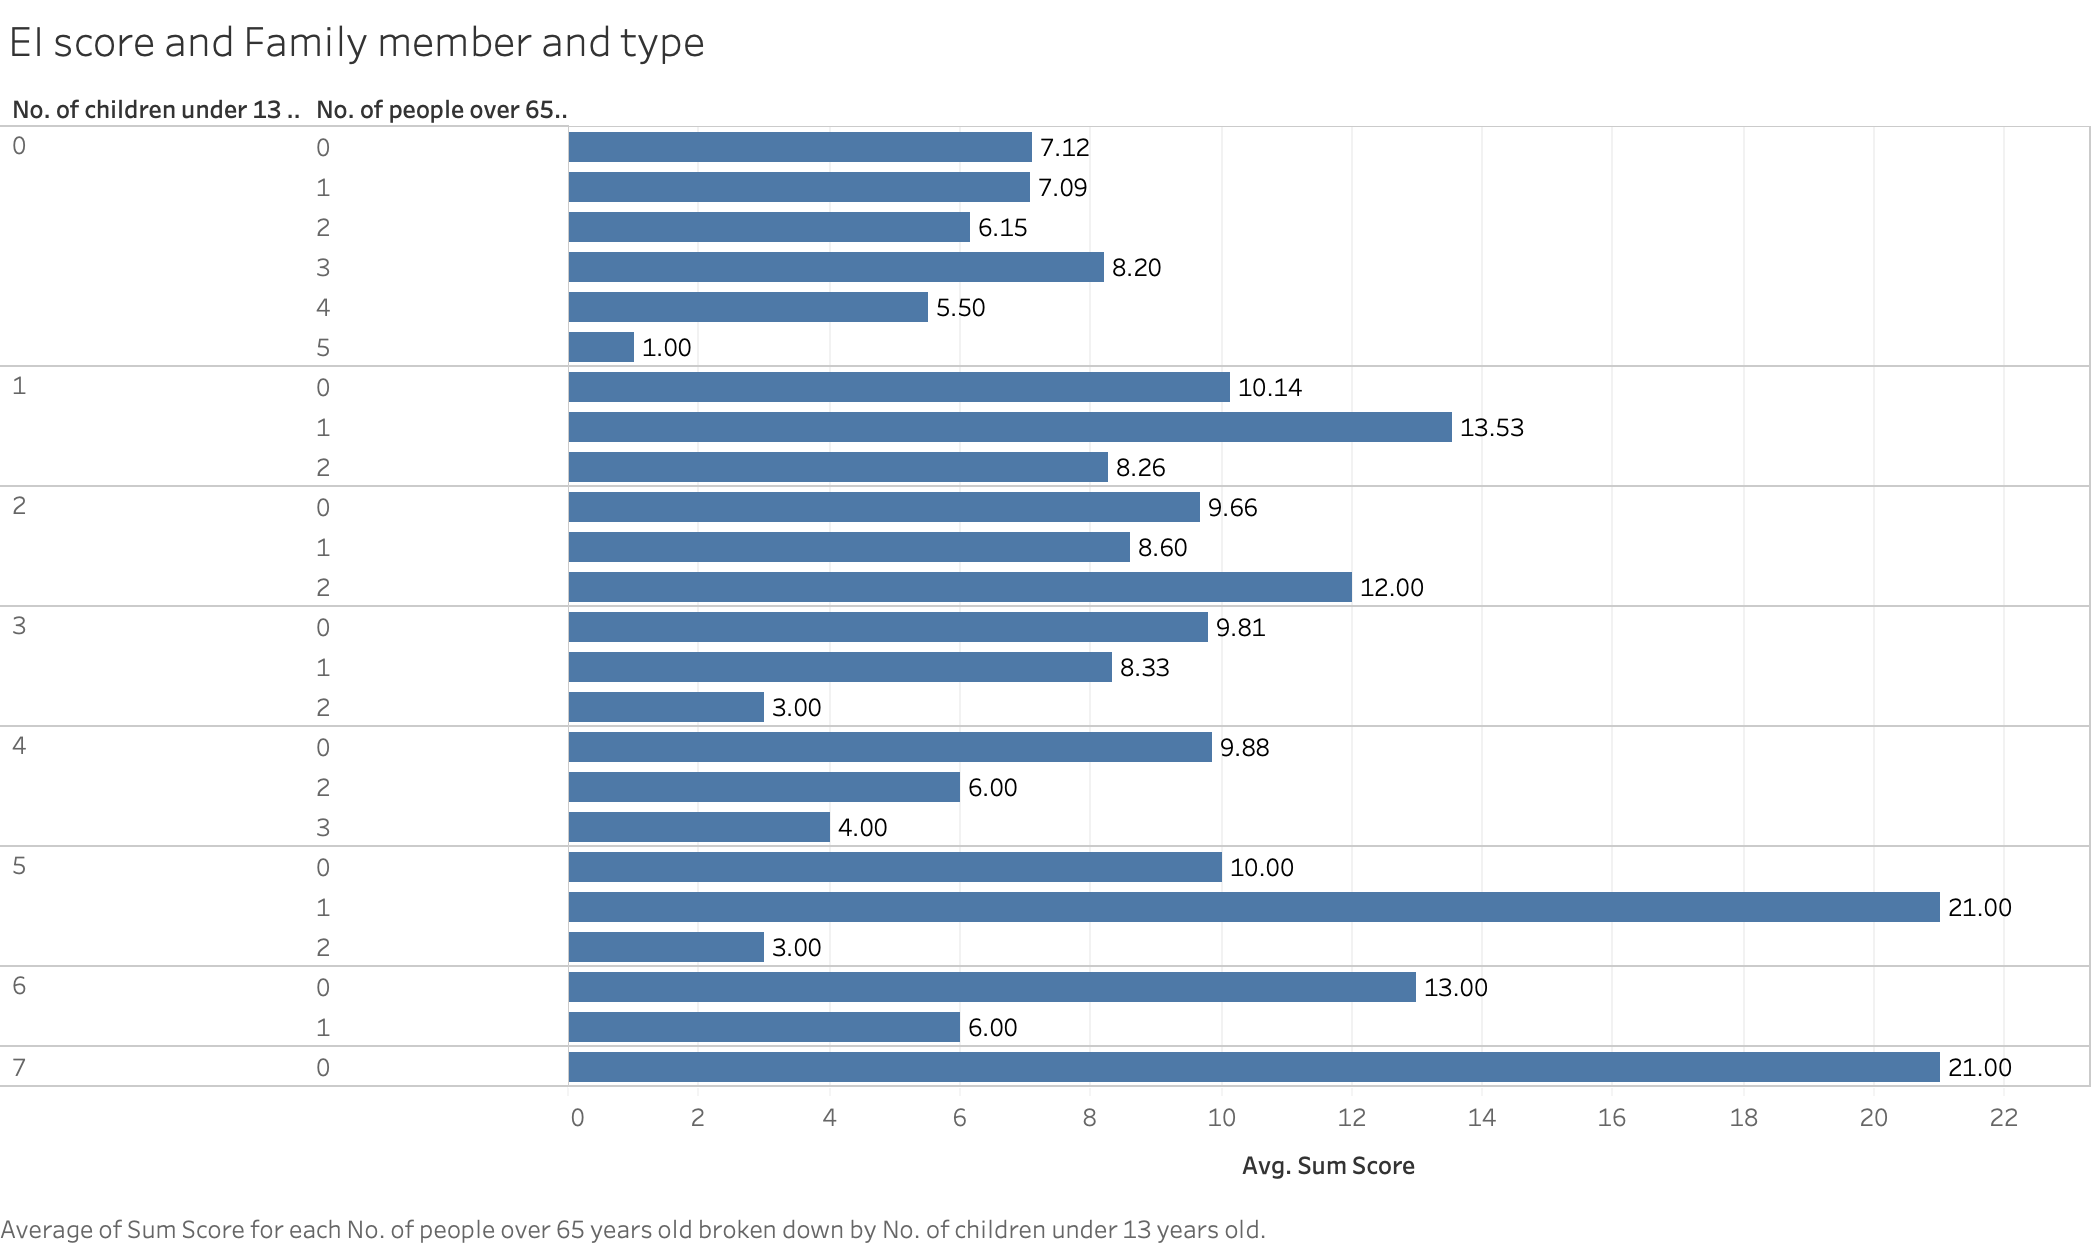 EI score and Family member and type
No. of children under 13 .. No. of people over 65..
0 0 7.12
1 7.09
2 6.15
3 8.20
4 5.50
5 1.00
1 0 10.14
1 13.53
2 8.26
2 0 9.66
1 8.60
2 12.00
3 0 9.81
1 8.33
2 3.00
4 0 9.88
2 6.00
3 4.00
5 0 10.00
1 21.00
2 3.00
6 0 13.00
1 6.00
7 0 21.00
0 2 4 6 8 10 12 14 16 18 20 22
Avg. Sum Score
Average of Sum Score for each No. of people over 65 years old broken down by No. of children under 13 years old.